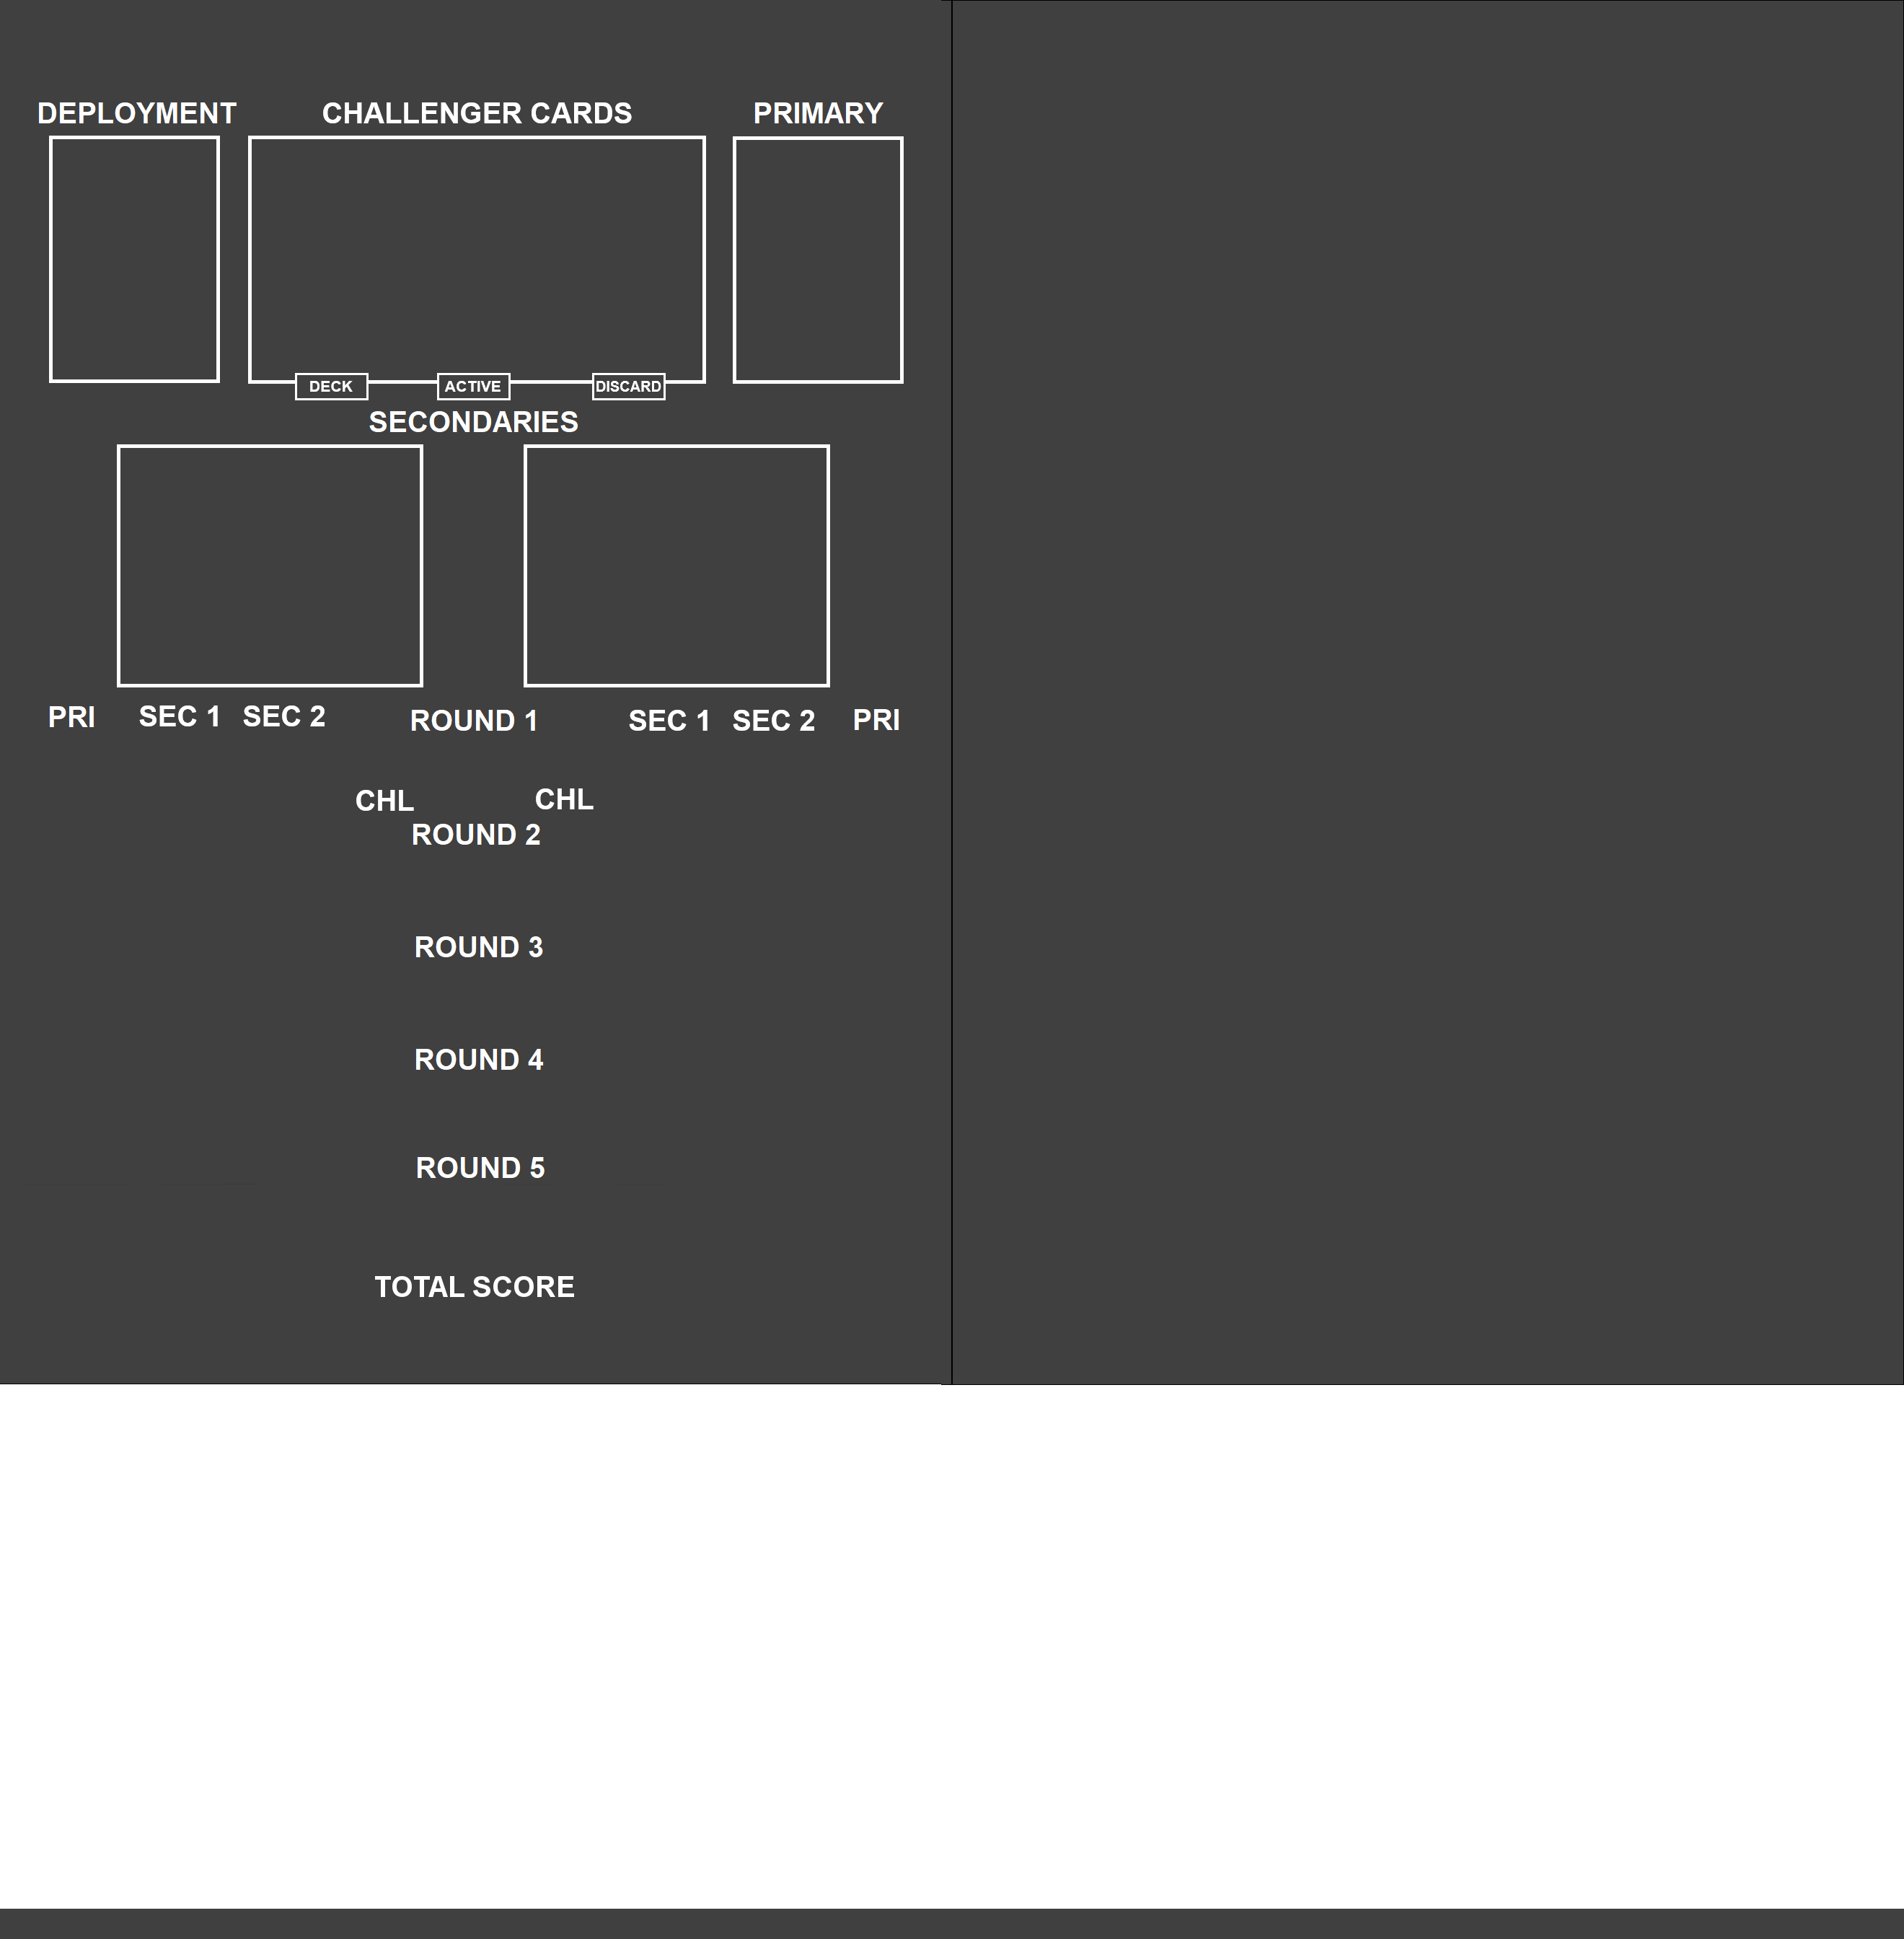 DEPLOYMENT CHALLENGER CARDS PRIMARY
DECK ACTIVE DISCARD
SECONDARIES
PRI SEC 1 SEC 2 ROUND 1 SEC 1 SEC 2 PRI
CHL CHL
ROUND 2
ROUND 3
ROUND 4
ROUND 5
TOTAL SCORE